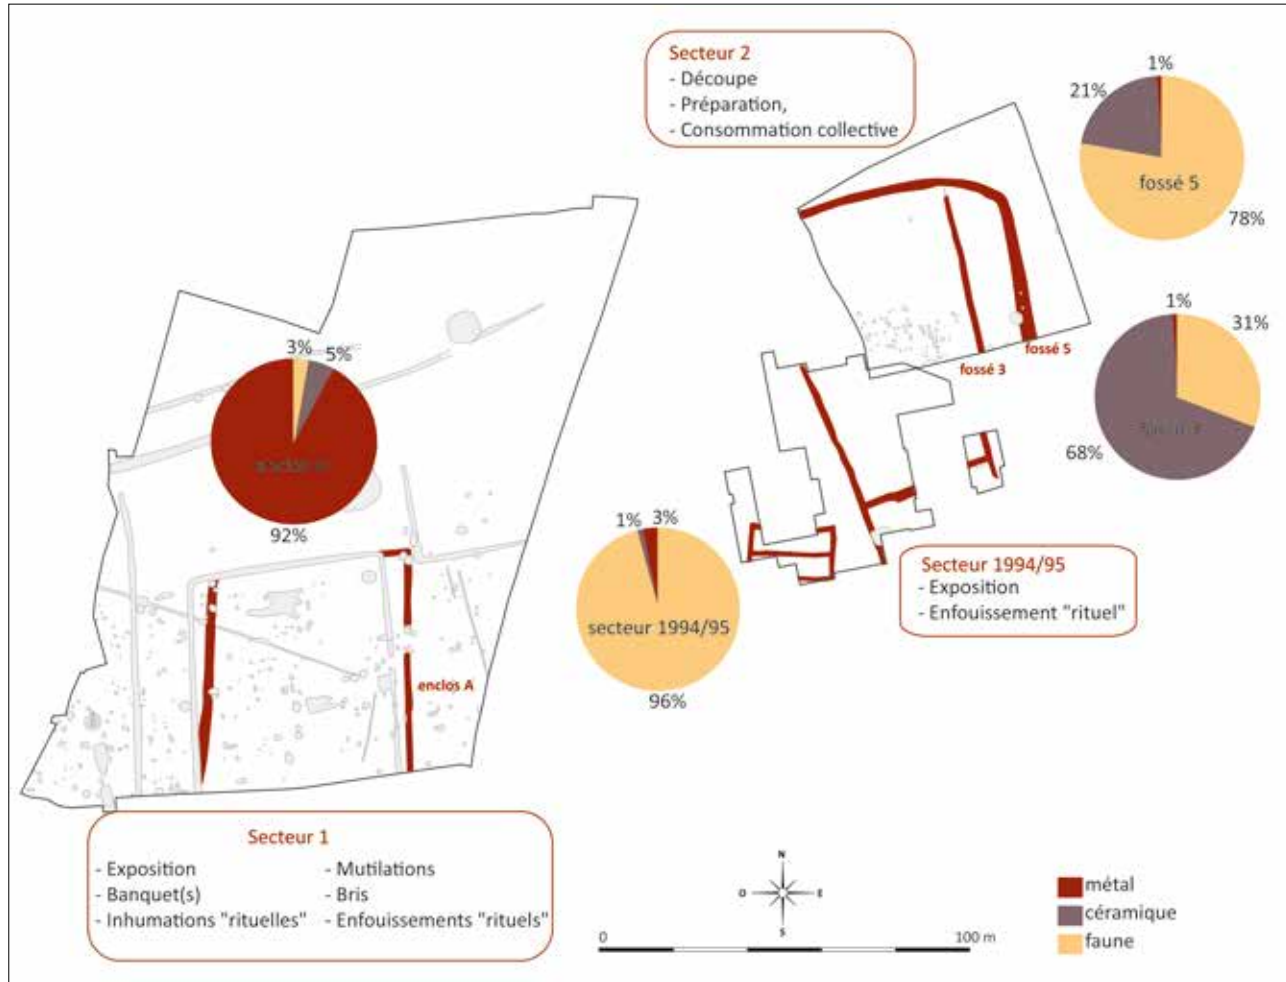 Secteur 2
- Découpe
- Préparation,
- Consommation collective
1%
21%
fossé 5
78%
1%
31%
68%
fossé 5
fossé 3
3%
5%
92%
enclos A
1%
3%
secteur 1994/95
96%
Secteur 1994/95
- Exposition
- Enfouissement "rituel"
Secteur 1
- Exposition
- Banquet(s)
- Inhumations "rituelles"
- Mutilations
- Bris
- Enfouissements "rituels"
N
O
E
S
0
100 m
métal
céramique
faune